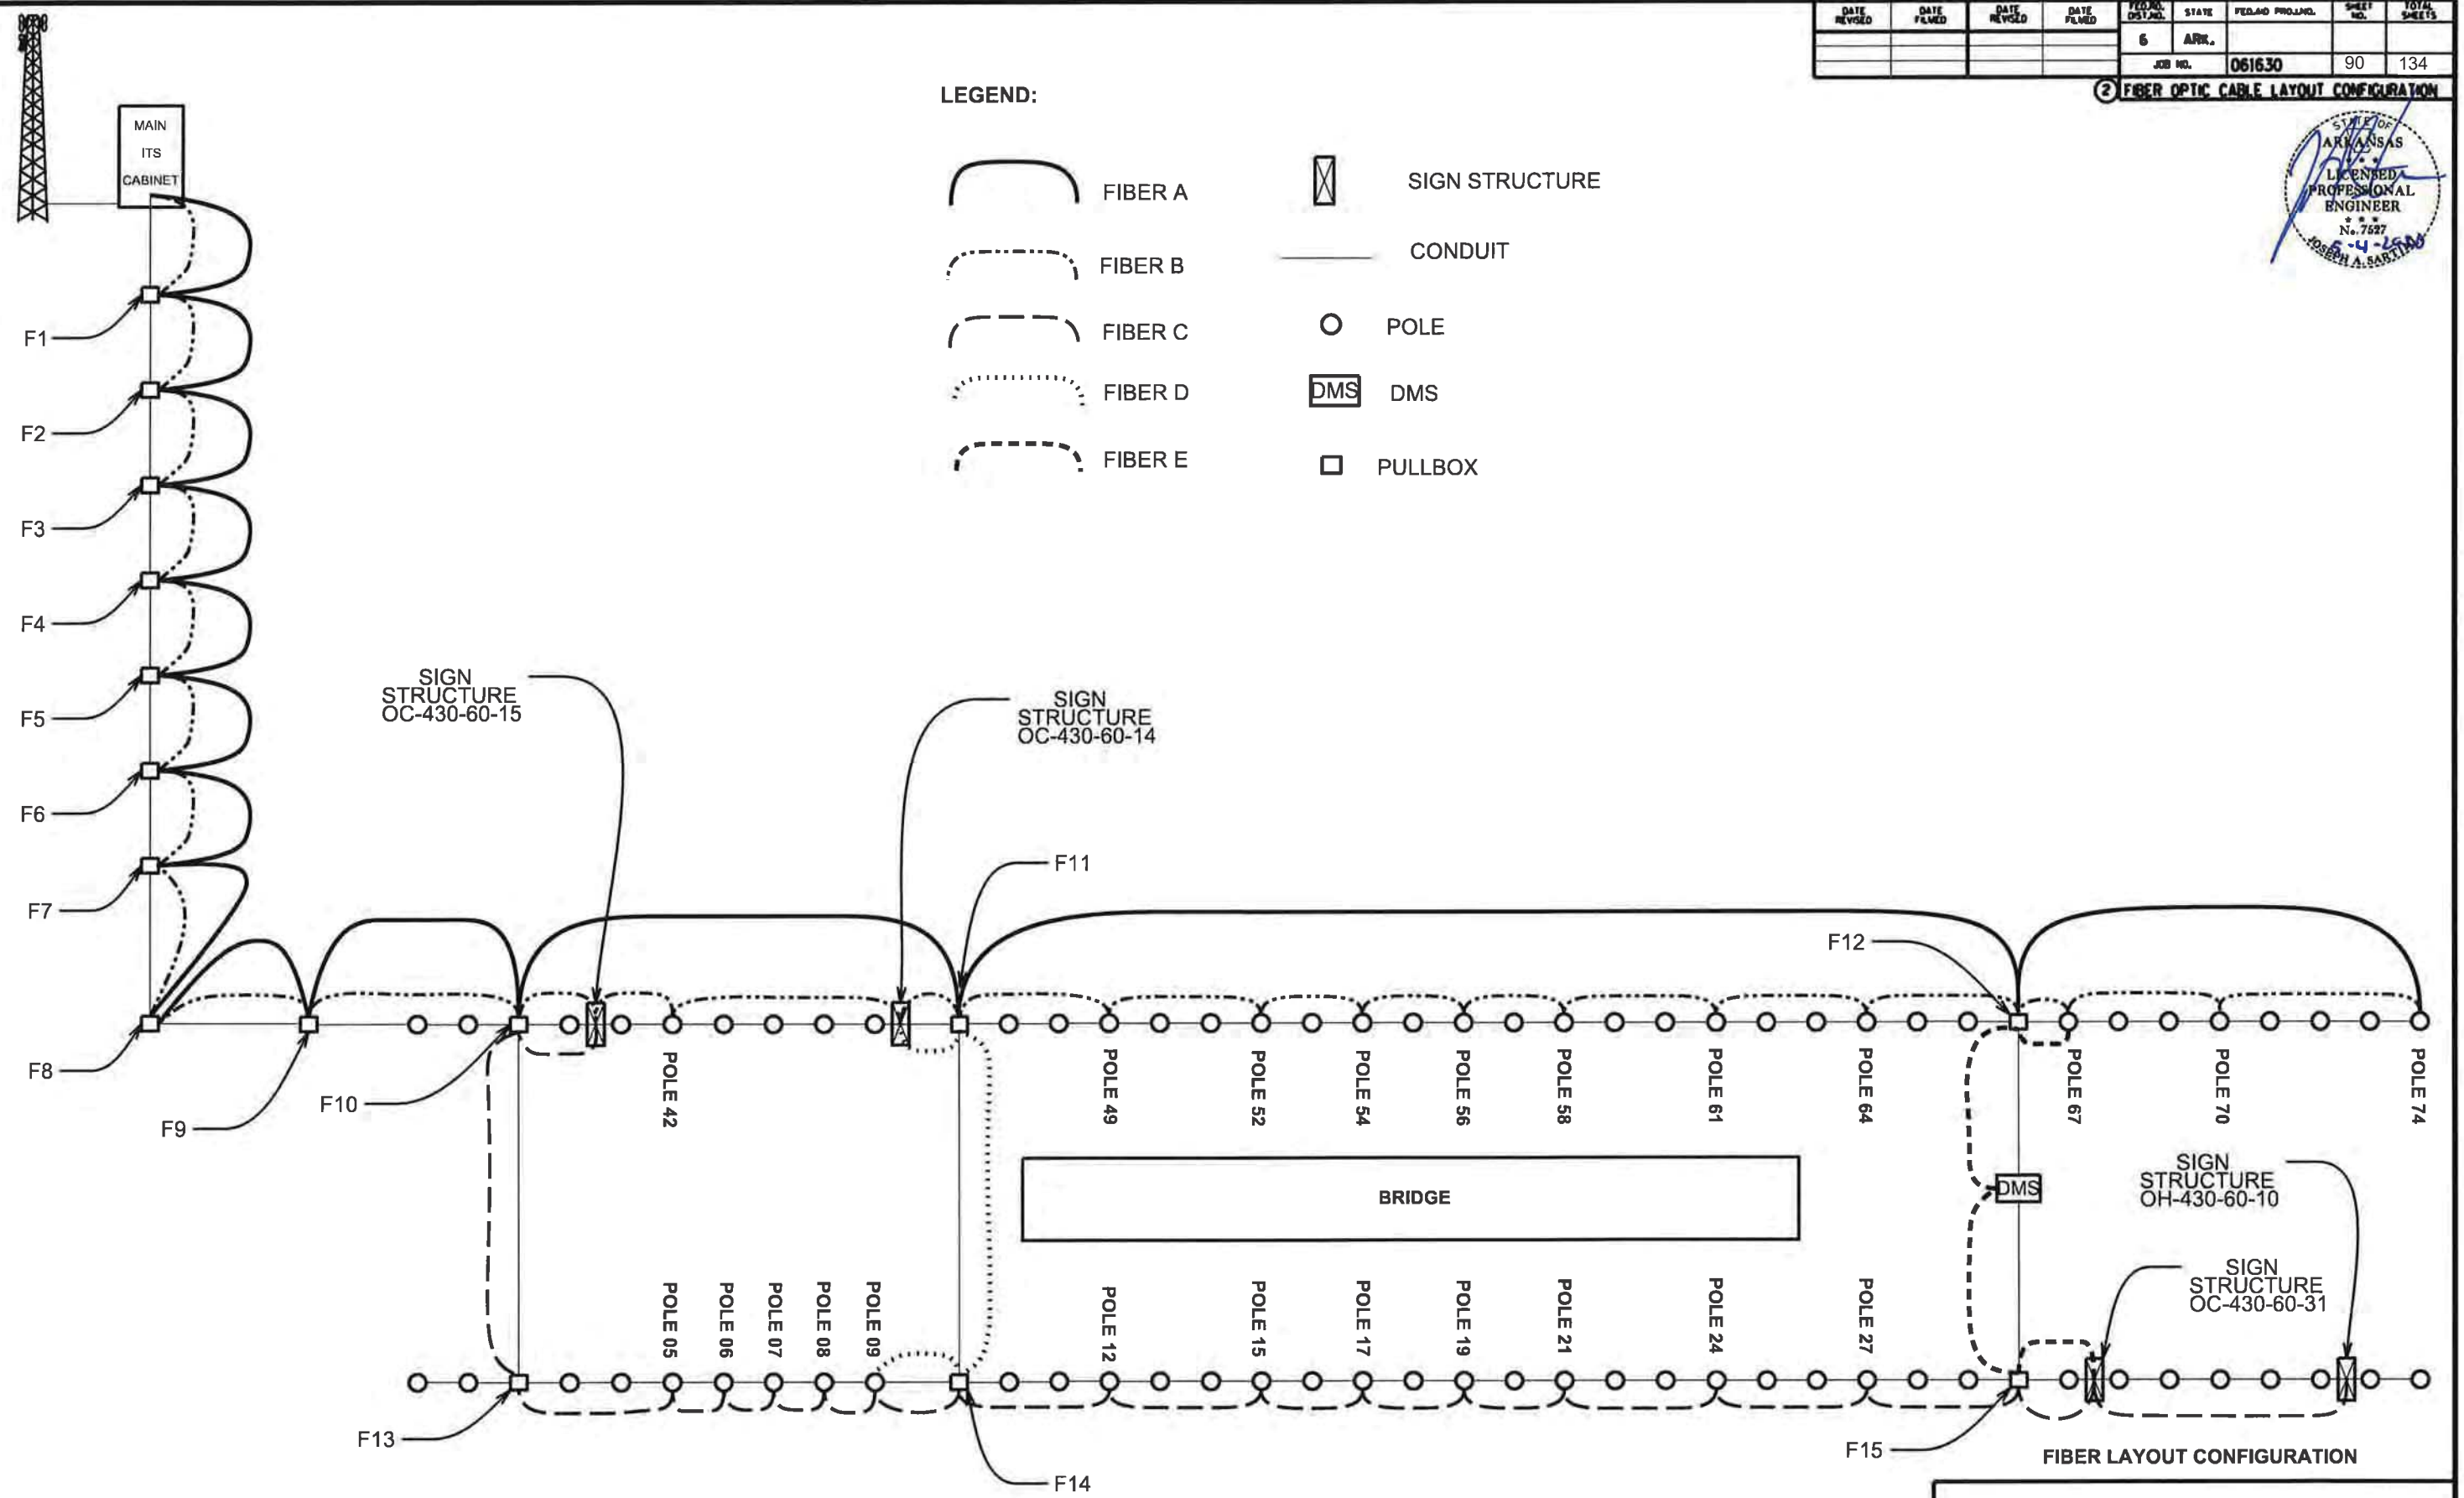 DATE REVISED
DATE FILMED
DATE REVISED
DATE FILMED
FED.RD. DIST.NO.
STATE
FED.AID PROJ.NO.
SHEET NO.
TOTAL SHEETS
6
ARK.
JOB NO.
061630
90
134
2 FIBER OPTIC CABLE LAYOUT CONFIGURATION
STATE OF
ARKANSAS
LICENSED
PROFESSIONAL
ENGINEER
No. 7527
JOSEPH A. SARTINI
MAIN
ITS
CABINET
LEGEND:
FIBER A
FIBER B
FIBER C
FIBER D
FIBER E
SIGN STRUCTURE
CONDUIT
POLE
DMS
DMS
PULLBOX
F1
F2
F3
F4
F5
F6
F7
F8
F9
F10
SIGN
STRUCTURE
OC-430-60-15
SIGN
STRUCTURE
OC-430-60-14
F11
F12
POLE 42
POLE 49
POLE 52
POLE 54
POLE 56
POLE 58
POLE 61
POLE 64
POLE 67
POLE 70
POLE 74
BRIDGE
DMS
SIGN
STRUCTURE
OH-430-60-10
SIGN
STRUCTURE
OC-430-60-31
POLE 05
POLE 06
POLE 07
POLE 08
POLE 09
POLE 12
POLE 15
POLE 17
POLE 19
POLE 21
POLE 24
POLE 27
F13
F14
F15
FIBER LAYOUT CONFIGURATION